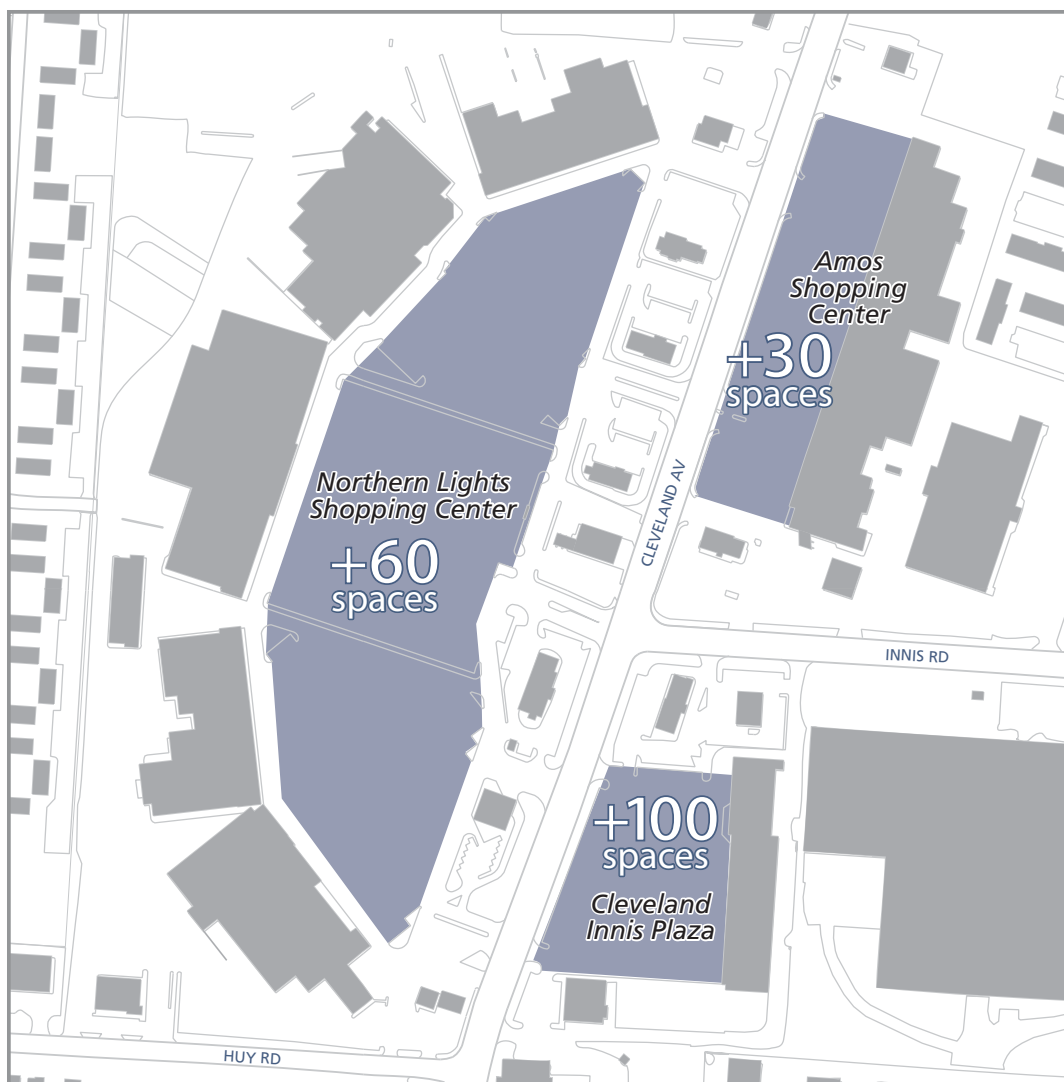 Amos
Shopping
Center
+30
spaces
Northern Lights
Shopping Center
+60
spaces
CLEVELAND AV
INNIS RD
+100
spaces
Cleveland
Innis Plaza
HUY RD